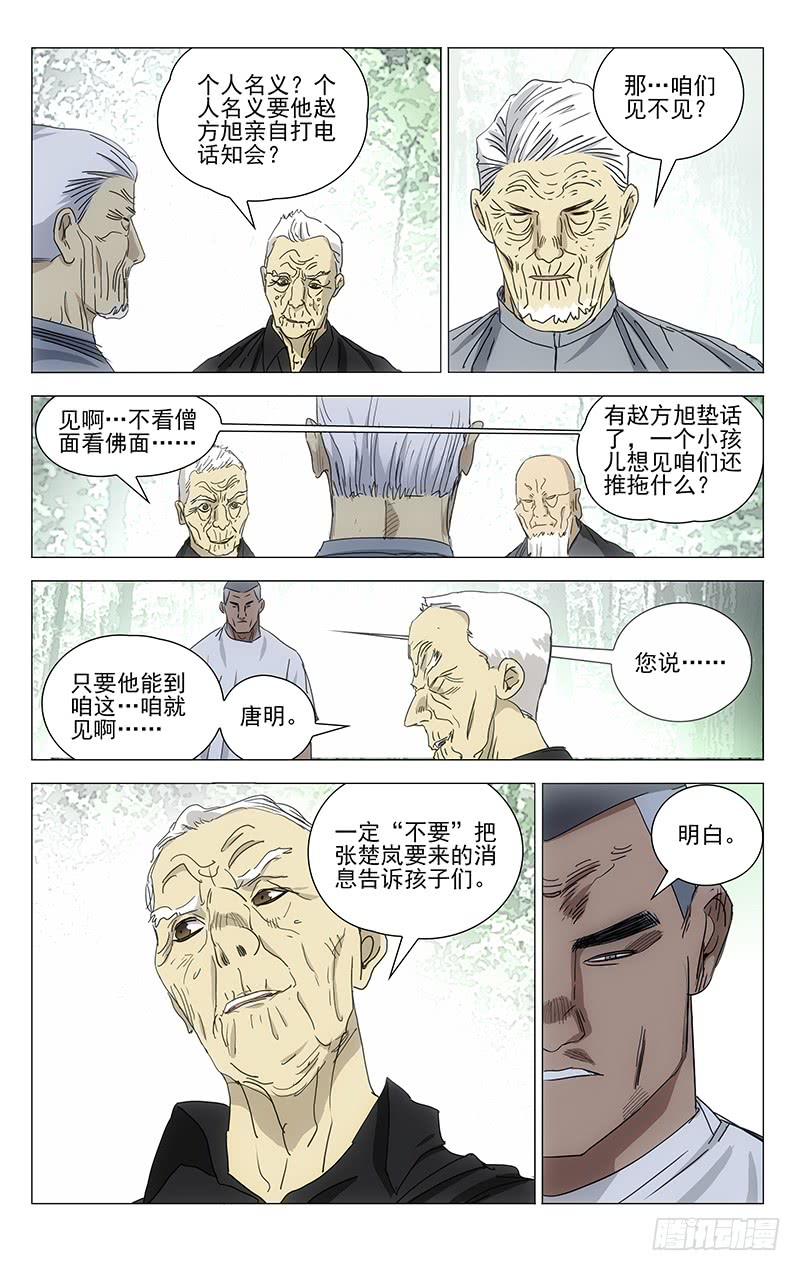 个人名义？个
人名义要他赵
方旭亲自打电
话知会？
那…咱们
见不见？
见啊…不看僧
面看佛面……
有赵方旭垫话
了，一个小孩
儿想见咱们还
推拖什么？
只要他能到
咱这…咱就
见啊……
唐明。
您说……
一定“不要”把
张楚岚要来的消
息告诉孩子们。
明白。
腾讯动漫